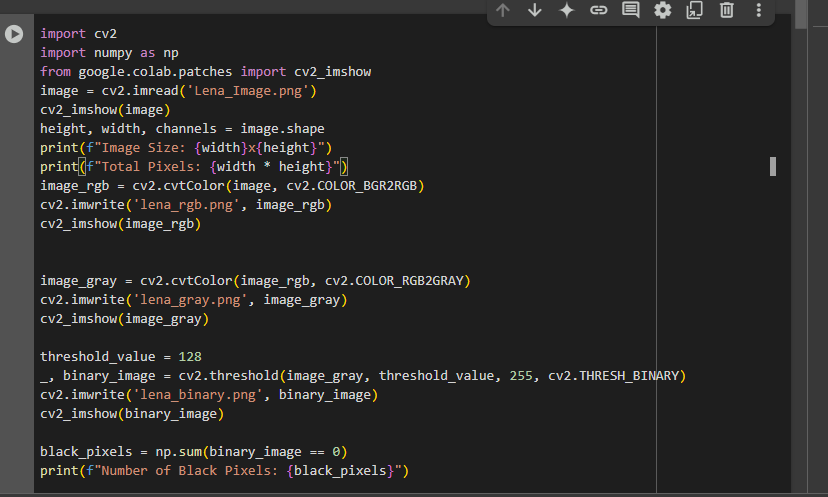 import cv2
import numpy as np
from google.colab.patches import cv2_imshow
image = cv2.imread('Lena_Image.png')
cv2_imshow(image)
height, width, channels = image.shape
print(f"Image Size: {width}x{height}")
print(f"Total Pixels: {width * height}")
image_rgb = cv2.cvtColor(image, cv2.COLOR_BGR2RGB)
cv2.imwrite('lena_rgb.png', image_rgb)
cv2_imshow(image_rgb)
image_gray = cv2.cvtColor(image_rgb, cv2.COLOR_RGB2GRAY)
cv2.imwrite('lena_gray.png', image_gray)
cv2_imshow(image_gray)
threshold_value = 128
_, binary_image = cv2.threshold(image_gray, threshold_value, 255, cv2.THRESH_BINARY)
cv2.imwrite('lena_binary.png', binary_image)
cv2_imshow(binary_image)
black_pixels = np.sum(binary_image == 0)
print(f"Number of Black Pixels: {black_pixels}")